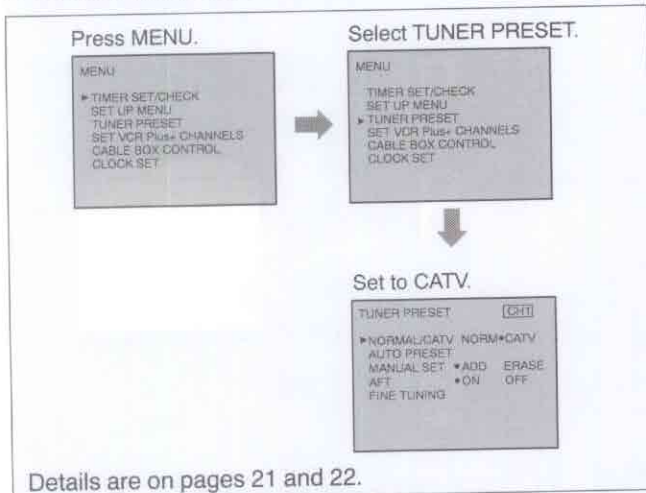 Press MENU.
MENU
►TIMER SET/CHECK
SET UP MENU
TUNER PRESET
SET VCR Plus+ CHANNELS
CABLE BOX CONTROL
CLOCK SET
Select TUNER PRESET.
MENU
TIMER SET/CHECK
SET UP MENU
►TUNER PRESET
SET VCR Plus+ CHANNELS
CABLE BOX CONTROL
CLOCK SET
Set to CATV.
TUNER PRESET CH1
►NORMAL/CATV NORM●CATV
AUTO PRESET
MANUAL SET ●ADD ERASE
AFT ●ON OFF
FINE TUNING
Details are on pages 21 and 22.